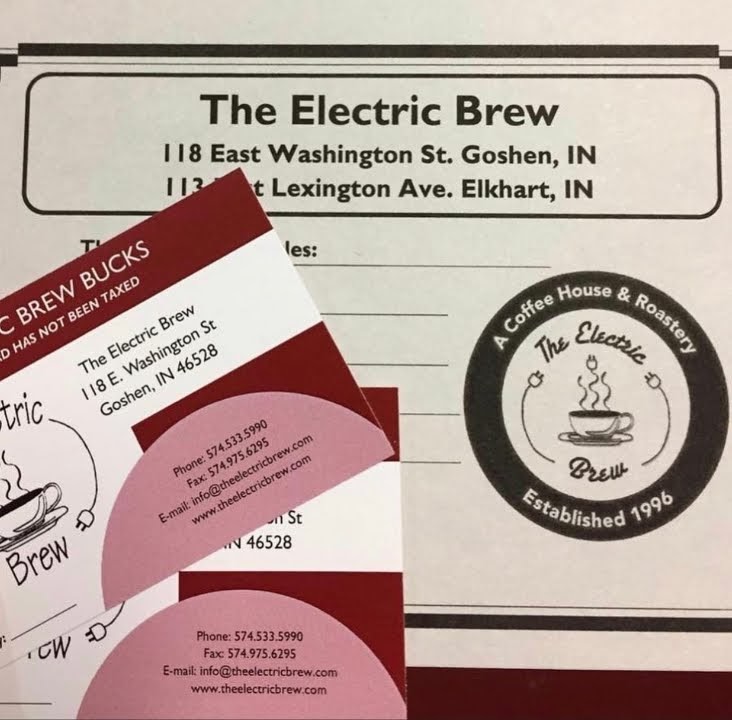 The Electric Brew
118 East Washington St. Goshen, IN
113 Lexington Ave. Elkhart, IN
A Coffee House & Roastery
The Electric
Brew
Established 1996
BREW BUCKS
HAS NOT BEEN TAXED
The Electric Brew
118 E. Washington St
Goshen, IN 46528
Brew
Phone: 574.533.5990
Fax: 574.975.6295
E-mail: info@theelectricbrew.com
www.theelectricbrew.com
St
46528
Phone: 574.533.5990
Fax: 574.975.6295
E-mail: info@theelectricbrew.com
www.theelectricbrew.com